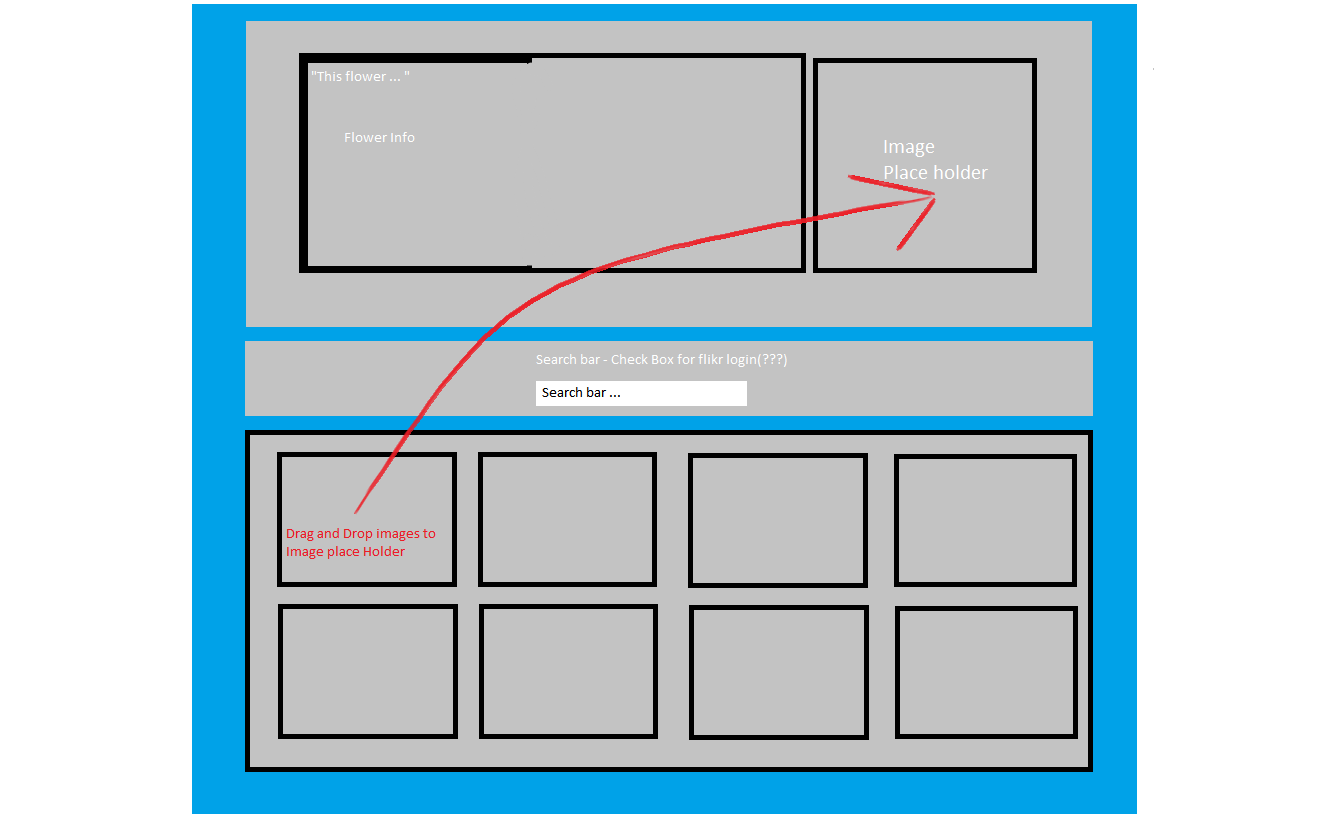 "This flower ... "
Flower Info
Image
Place holder
Search bar - Check Box for flikr login(???)
Search bar ...
Drag and Drop images to
Image place Holder